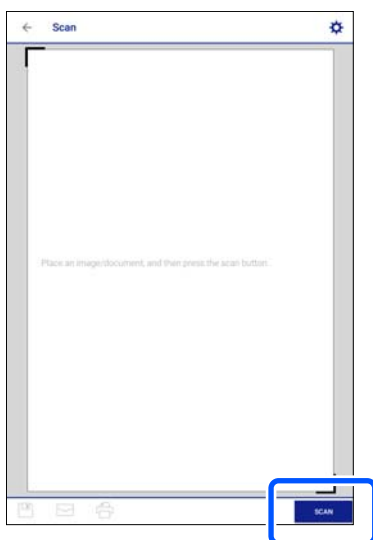 Scan
Place an image/document, and then press the scan button.
SCAN